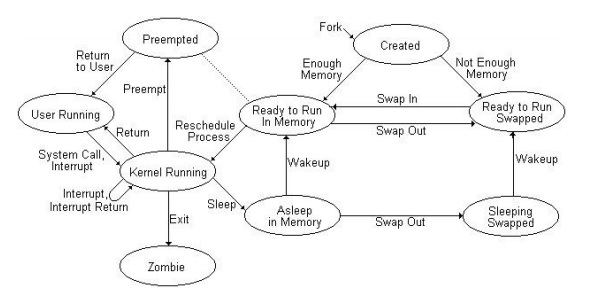 Fork
Preempted
Created
Return
to User
Enough
Memory
Not Enough
Memory
Preempt
User Running
Return
Ready to Run
In Memory
Swap In
Swap Out
Ready to Run
Swapped
Reschedule
Process
System Call,
Interrupt
Kernel Running
Wakeup
Wakeup
Interrupt,
Interrupt Return
Sleep
Asleep
in Memory
Swap Out
Sleeping
Swapped
Exit
Zombie